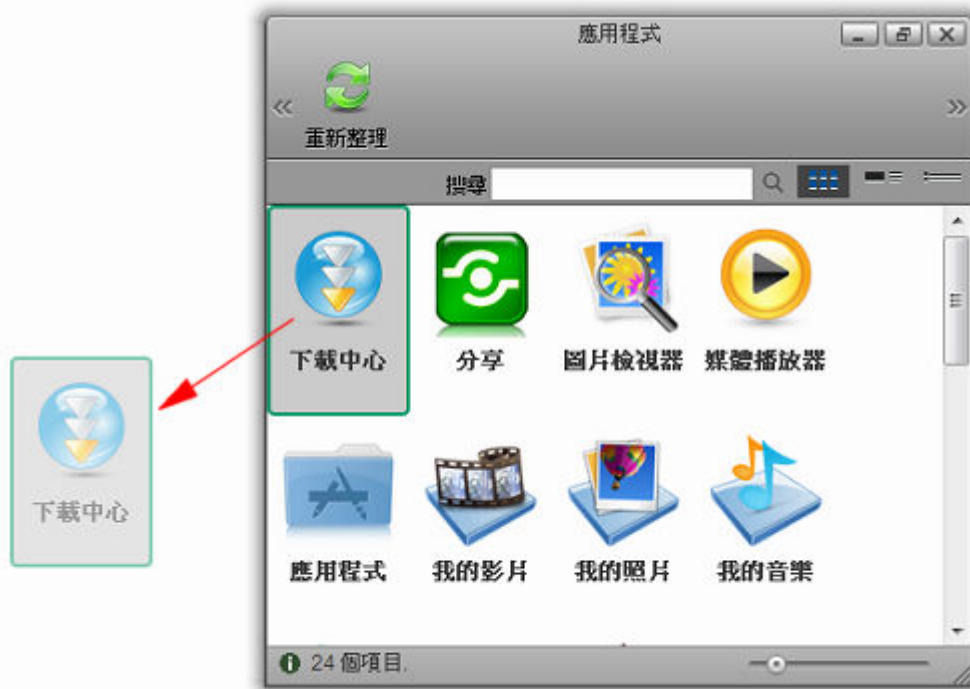 應用程式
重新整理
搜尋
下載中心
分享
圖片檢視器
媒體播放器
下載中心
應用程式
我的影片
我的照片
我的音樂
24 個項目.